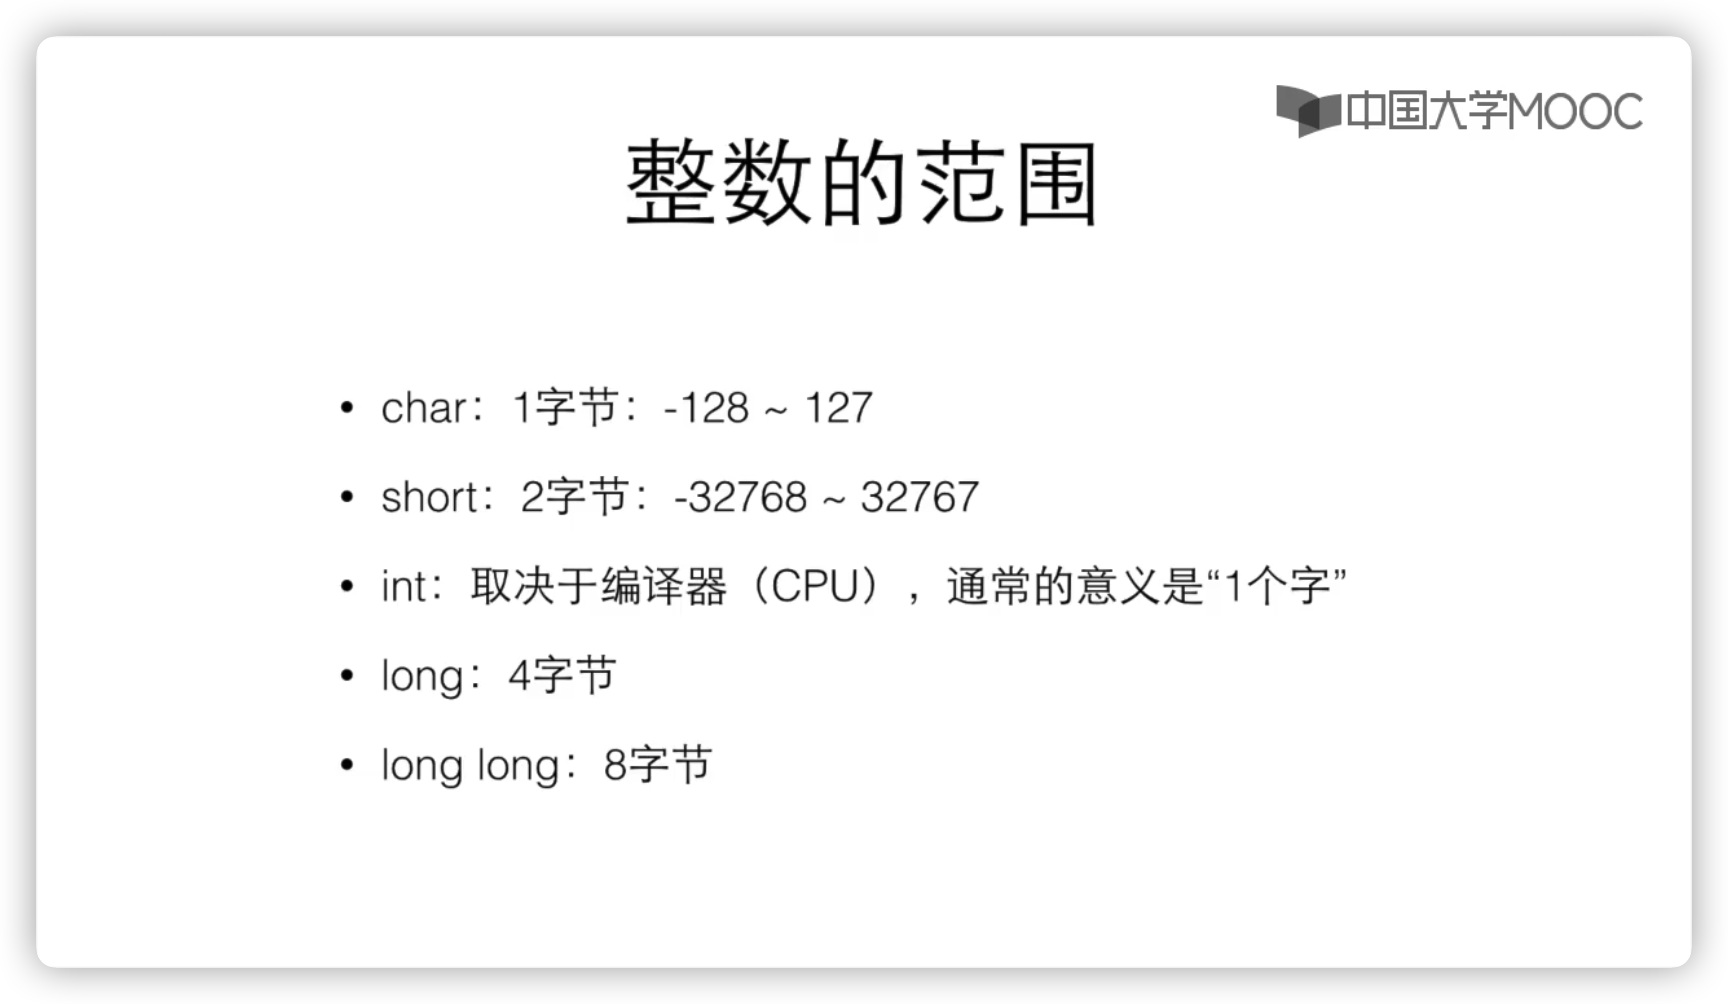 中国大学MOOC
整数的范围
• char：1字节：-128 ~ 127
• short：2字节：-32768 ~ 32767
• int：取决于编译器（CPU），通常的意义是“1个字”
• long：4字节
• long long：8字节